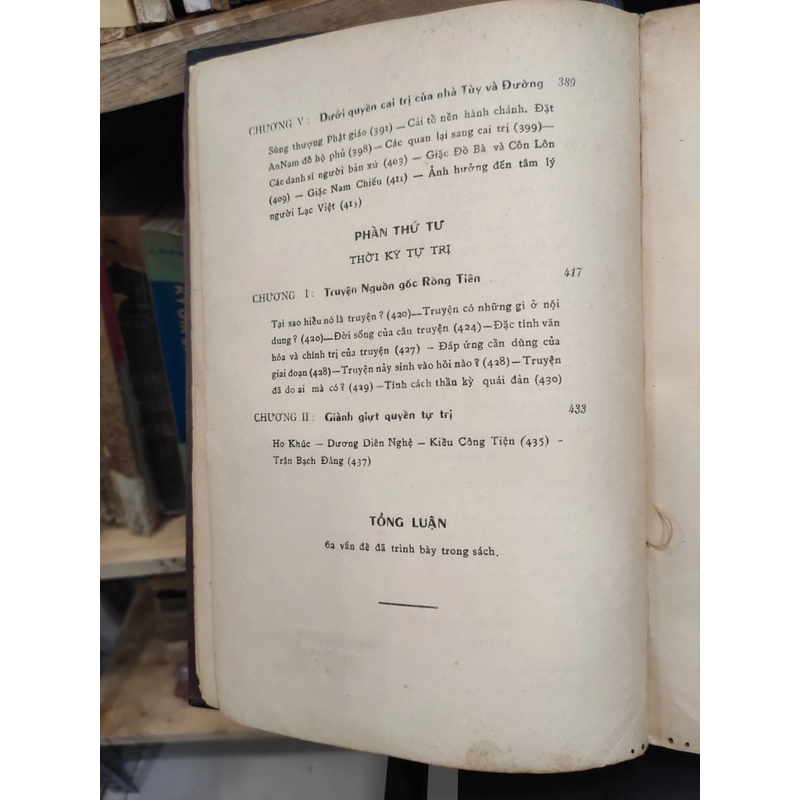 CHƯƠNG V: Dưới quyền cai trị của nhà Tùy và Đường 389
Sùng thượng Phật giáo (391) — Cải tổ nền hành chánh. Đặt
AnNam đô hộ phủ (398) — Các quan lại sang cai trị (399) —
Các danh sĩ người bản xứ (403) — Giặc Đồ Bà và Côn Lôn
(409) — Giặc Nam Chiếu (411) — Ảnh hưởng đến tâm lý
người Lạc Việt (413)
PHẦN THỨ TƯ
THỜI KỲ TỰ TRỊ
CHƯƠNG I: Truyện Nguồn gốc Rồng Tiên 417
Tại sao hiểu nó là truyện? (420)—Truyện có những gì ở nội
dung? (420)—Đời sống của câu truyện (424)—Đặc tính văn
hóa và chính trị của truyện (427) - Đáp ứng cần dùng của
giai đoạn (428)—Truyện nảy sinh vào hồi nào? (428)—Truyện
đã do ai mà có? (429)—Tính cách thần kỳ quái đản (430)
CHƯƠNG II: Giành giựt quyền tự trị 433
Họ Khúc — Dương Diên Nghệ — Kiều Công Tiện (435) -
Trận Bạch Đằng (437)
TỔNG LUẬN
62 vấn đề đã trình bày trong sách.